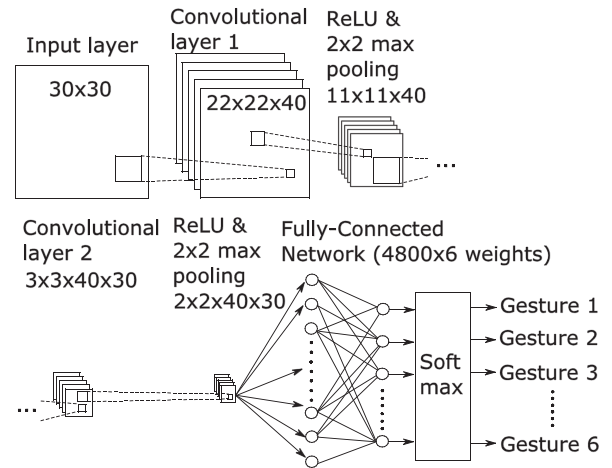 Input layer
30x30
Convolutional
layer 1
22x22x40
ReLU &
2x2 max
pooling
11x11x40
...
Convolutional
layer 2
3x3x40x30
ReLU &
2x2 max
pooling
2x2x40x30
Fully-Connected
Network (4800x6 weights)
...
Soft
max
Gesture 1
Gesture 2
Gesture 3
Gesture 6